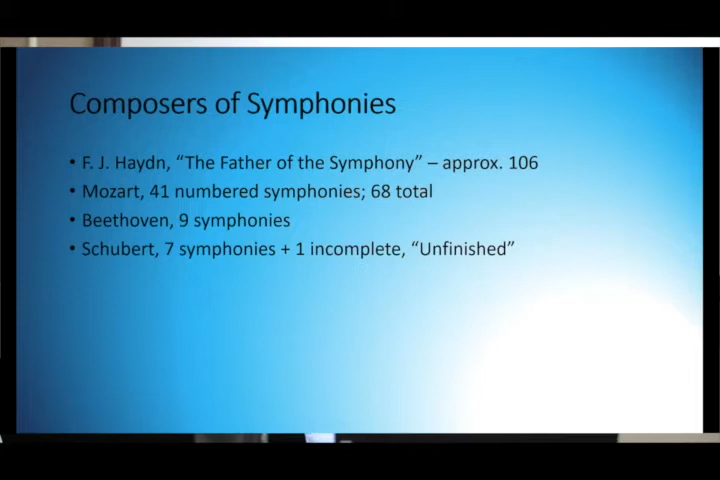 Composers of Symphonies
• F. J. Haydn, “The Father of the Symphony” – approx. 106
• Mozart, 41 numbered symphonies; 68 total
• Beethoven, 9 symphonies
• Schubert, 7 symphonies + 1 incomplete, “Unfinished”